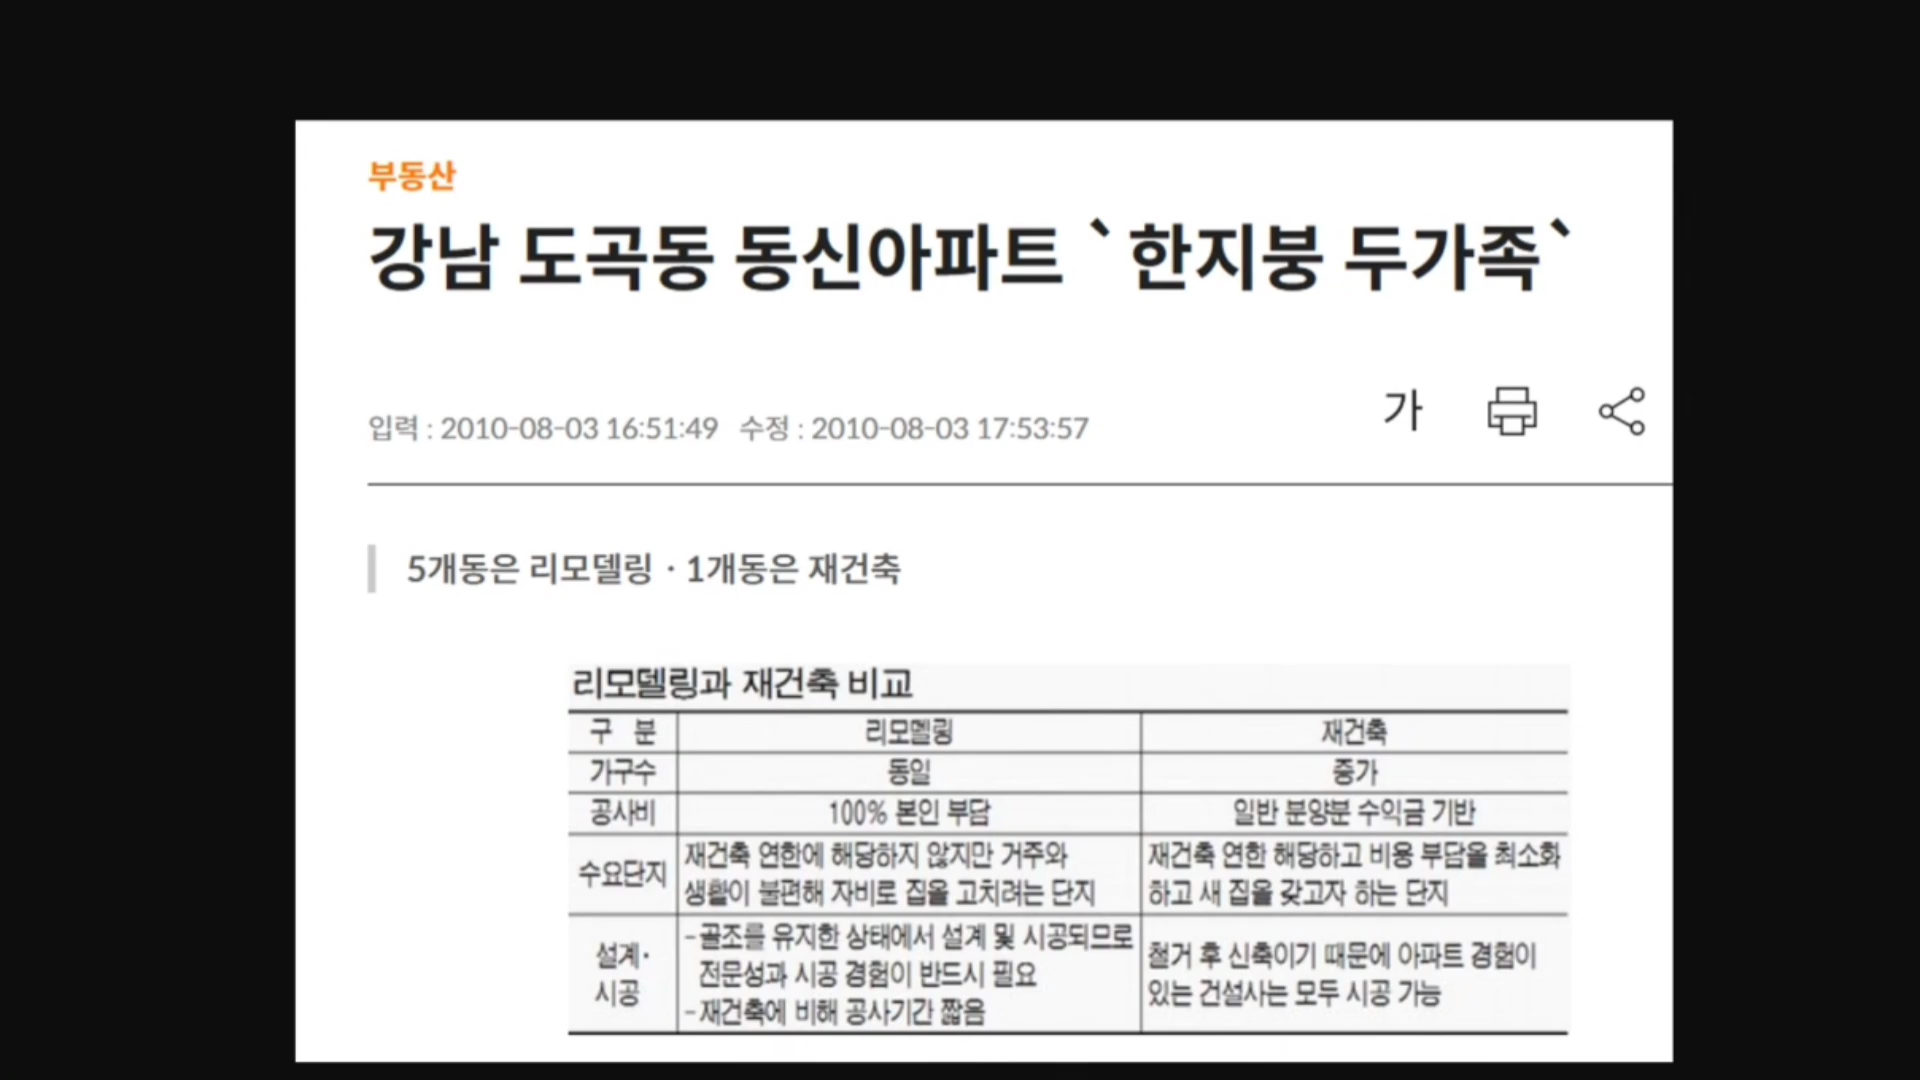 부동산
강남 도곡동 동신아파트 `한지붕 두가족`
입력 : 2010-08-03 16:51:49 수정 : 2010-08-03 17:53:57
가
5개동은 리모델링 · 1개동은 재건축
리모델링과 재건축 비교
구 분 리모델링 재건축
가구수 동일 증가
공사비 100% 본인 부담 일반 분양분 수익금 기반
수요단지 재건축 연한에 해당하지 않지만 거주와 생활이 불편해 자비로 집을 고치려는 단지 재건축 연한 해당하고 비용 부담을 최소화하고 새 집을 갖고자 하는 단지
설계·시공 -골조를 유지한 상태에서 설계 및 시공되므로 전문성과 시공 경험이 반드시 필요 -재건축에 비해 공사기간 짧음 철거 후 신축이기 때문에 아파트 경험이 있는 건설사는 모두 시공 가능